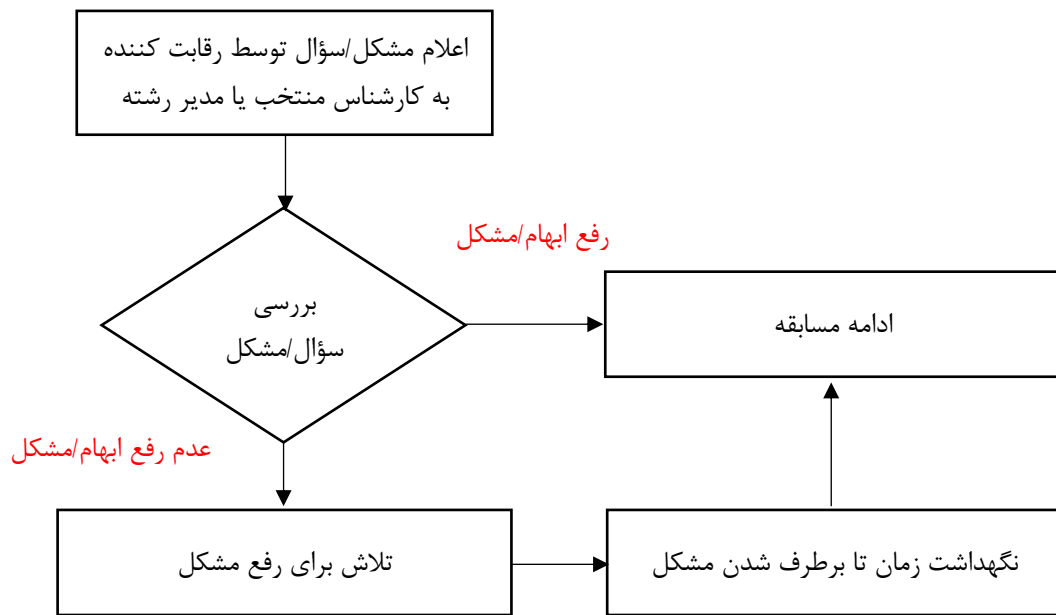 اعلام مشکل/سؤال توسط رقابت کننده
به کارشناس منتخب یا مدیر رشته
رفع ابهام/مشکل
بررسی
سؤال/مشکل
ادامه مسابقه
عدم رفع ابهام/مشکل
تلاش برای رفع مشکل
نگهداشت زمان تا برطرف شدن مشکل